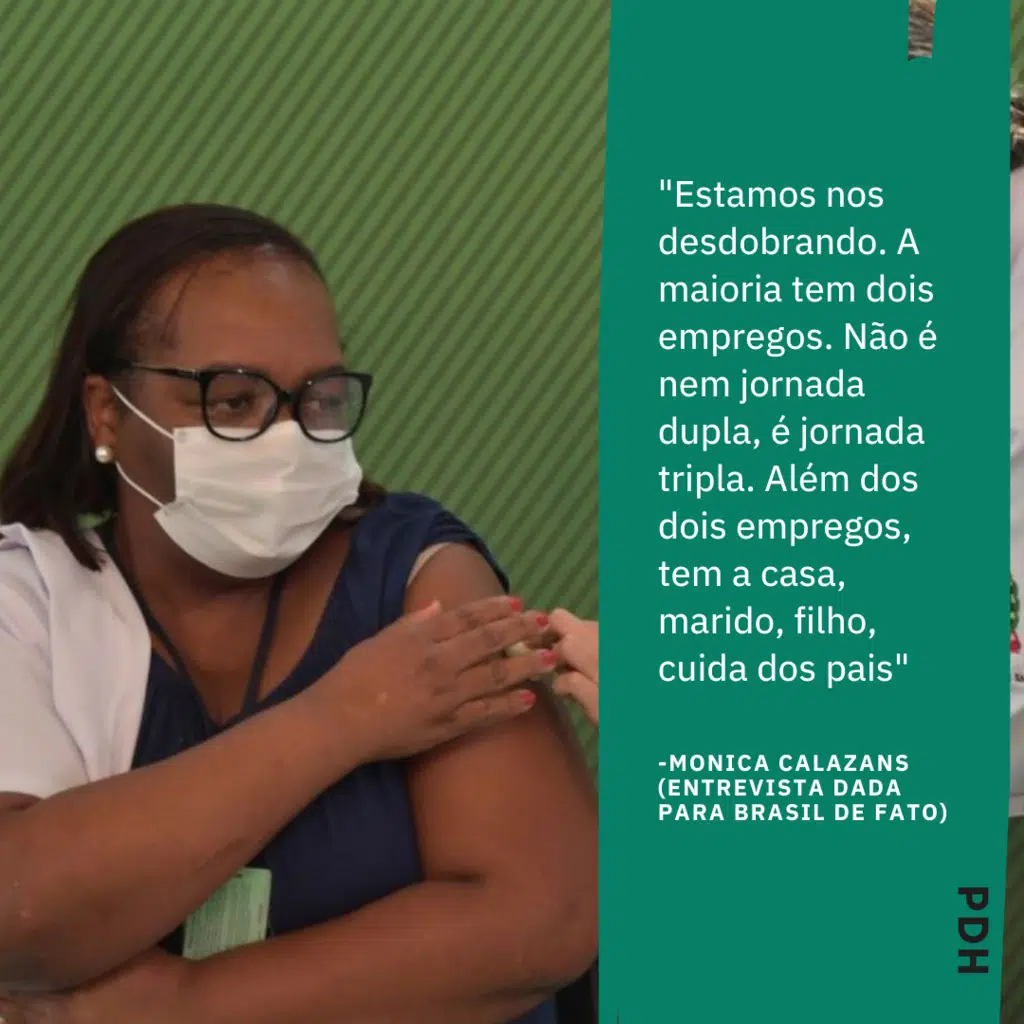 "Estamos nos
desdobrando. A
maioria tem dois
empregos. Não é
nem jornada
dupla, é jornada
tripla. Além dos
dois empregos,
tem a casa,
marido, filho,
cuida dos pais"
-MONICA CALAZANS
(ENTREVISTA DADA
PARA BRASIL DE FATO)
PDH